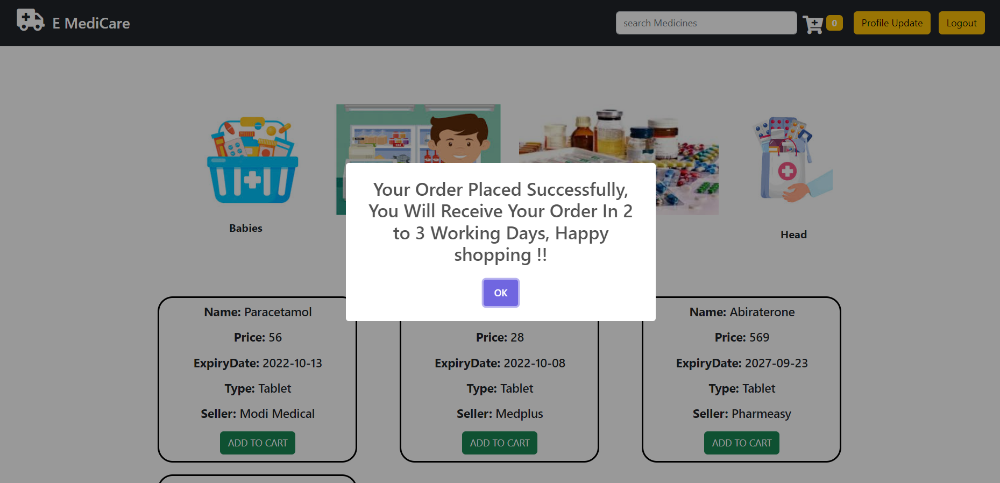 E MediCare
search Medicines
0
Profile Update
Logout
Your Order Placed Successfully,
You Will Receive Your Order In 2
to 3 Working Days, Happy
shopping !!
OK
Babies
Head
Name: Paracetamol
Price: 56
ExpiryDate: 2022-10-13
Type: Tablet
Seller: Modi Medical
ADD TO CART
Price: 28
ExpiryDate: 2022-10-08
Type: Tablet
Seller: Medplus
ADD TO CART
Name: Abiraterone
Price: 569
ExpiryDate: 2027-09-23
Type: Tablet
Seller: Pharmeasy
ADD TO CART